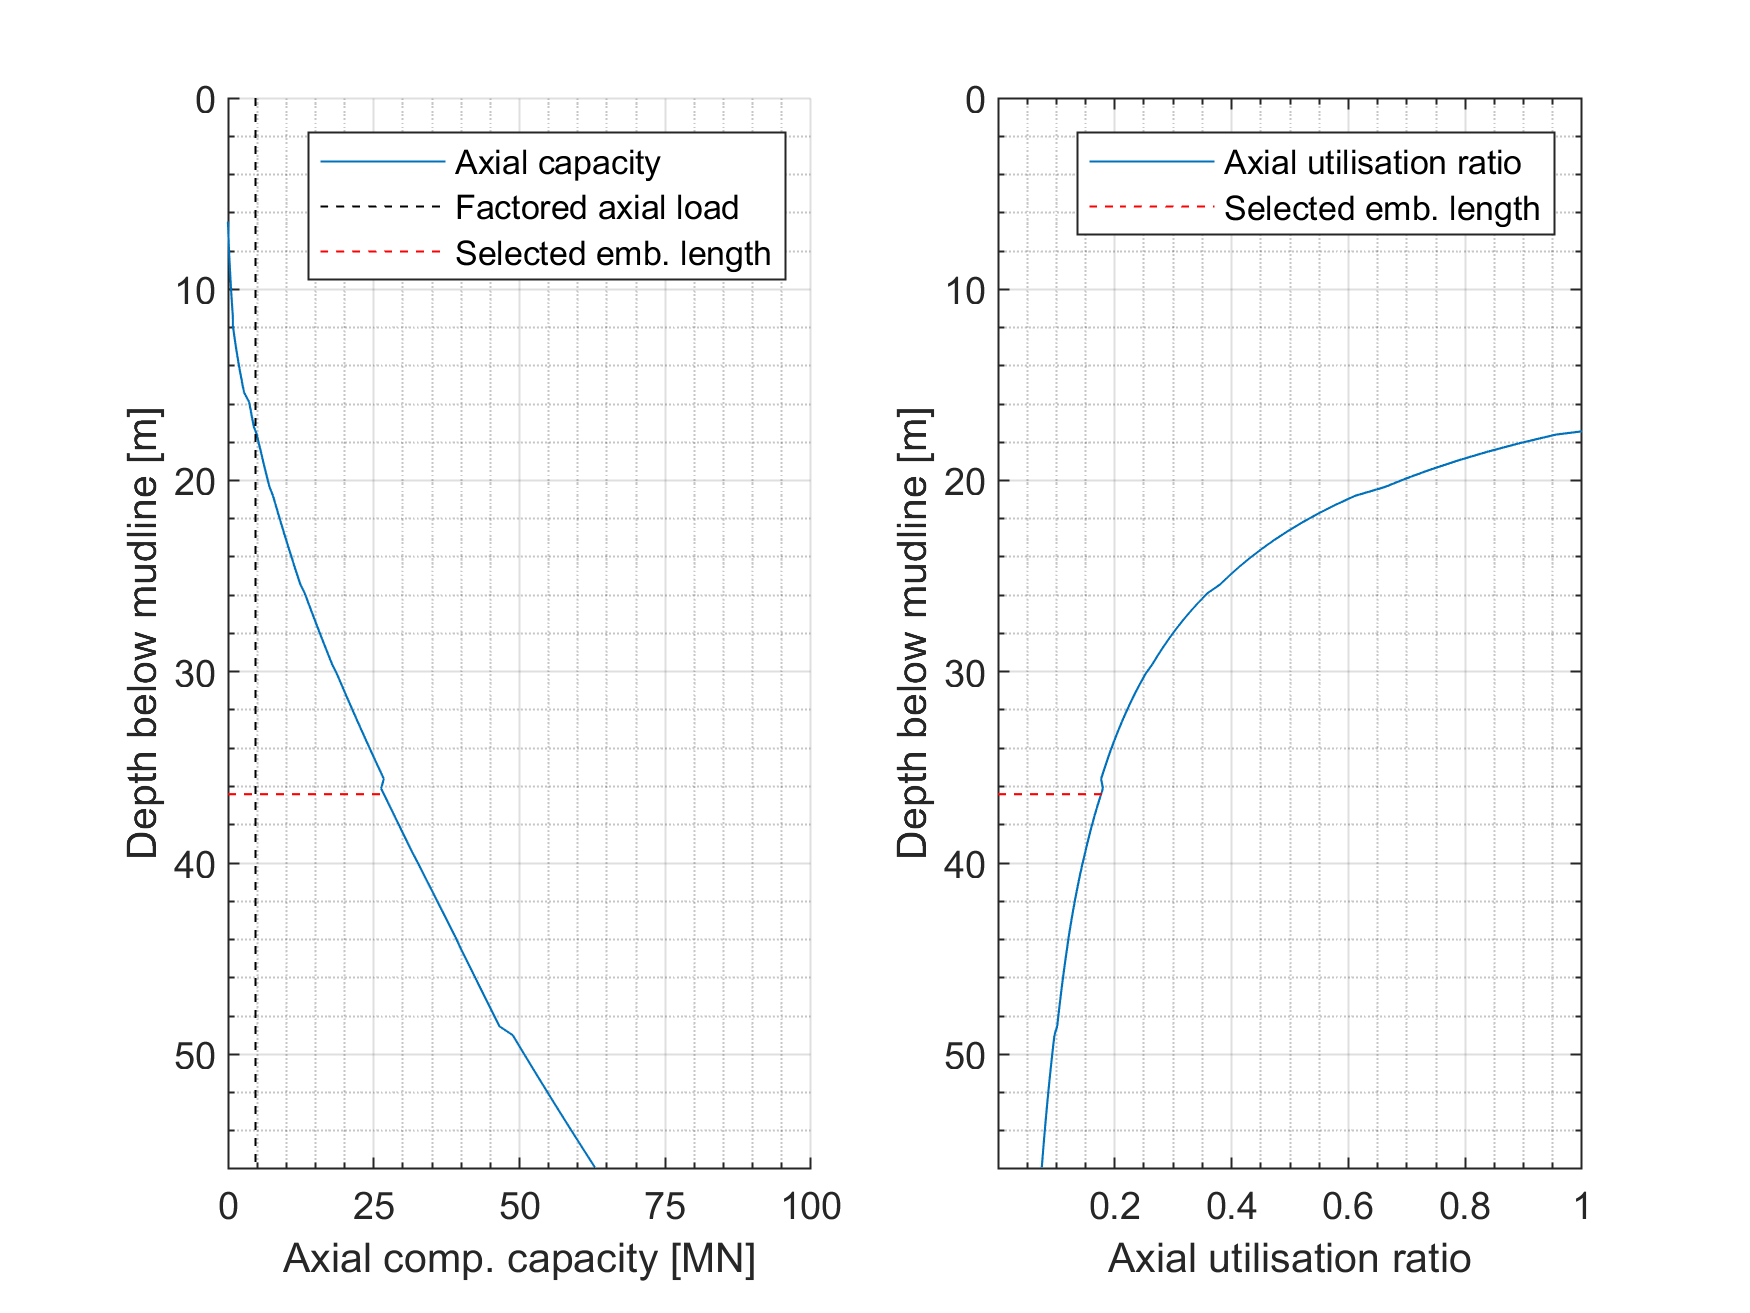 0
10
20
30
40
50
0
25
50
75
100
Depth below mudline [m]
Axial comp. capacity [MN]
Axial capacity
Factored axial load
Selected emb. length
0
10
20
30
40
50
0.2
0.4
0.6
0.8
1
Depth below mudline [m]
Axial utilisation ratio
Axial utilisation ratio
Selected emb. length